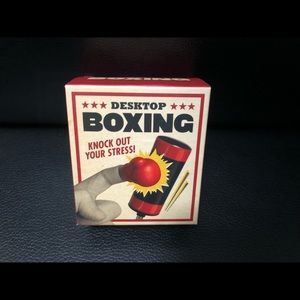 DESKTOP
BOXING
KNOCK OUT
YOUR STRESS!